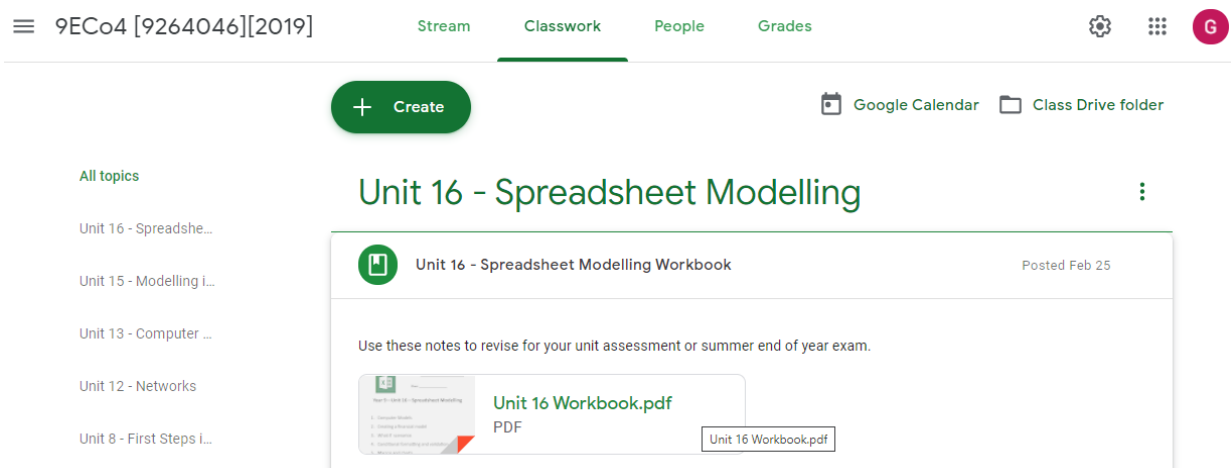 9ECo4 [9264046][2019]
Stream
Classwork
People
Grades
G
Create
Google Calendar
Class Drive folder
All topics
Unit 16 - Spreadshe...
Unit 15 - Modelling i...
Unit 13 - Computer ...
Unit 12 - Networks
Unit 8 - First Steps i...
Unit 16 - Spreadsheet Modelling
Unit 16 - Spreadsheet Modelling Workbook
Posted Feb 25
Use these notes to revise for your unit assessment or summer end of year exam.
Unit 16 Workbook.pdf
PDF
Unit 16 Workbook.pdf